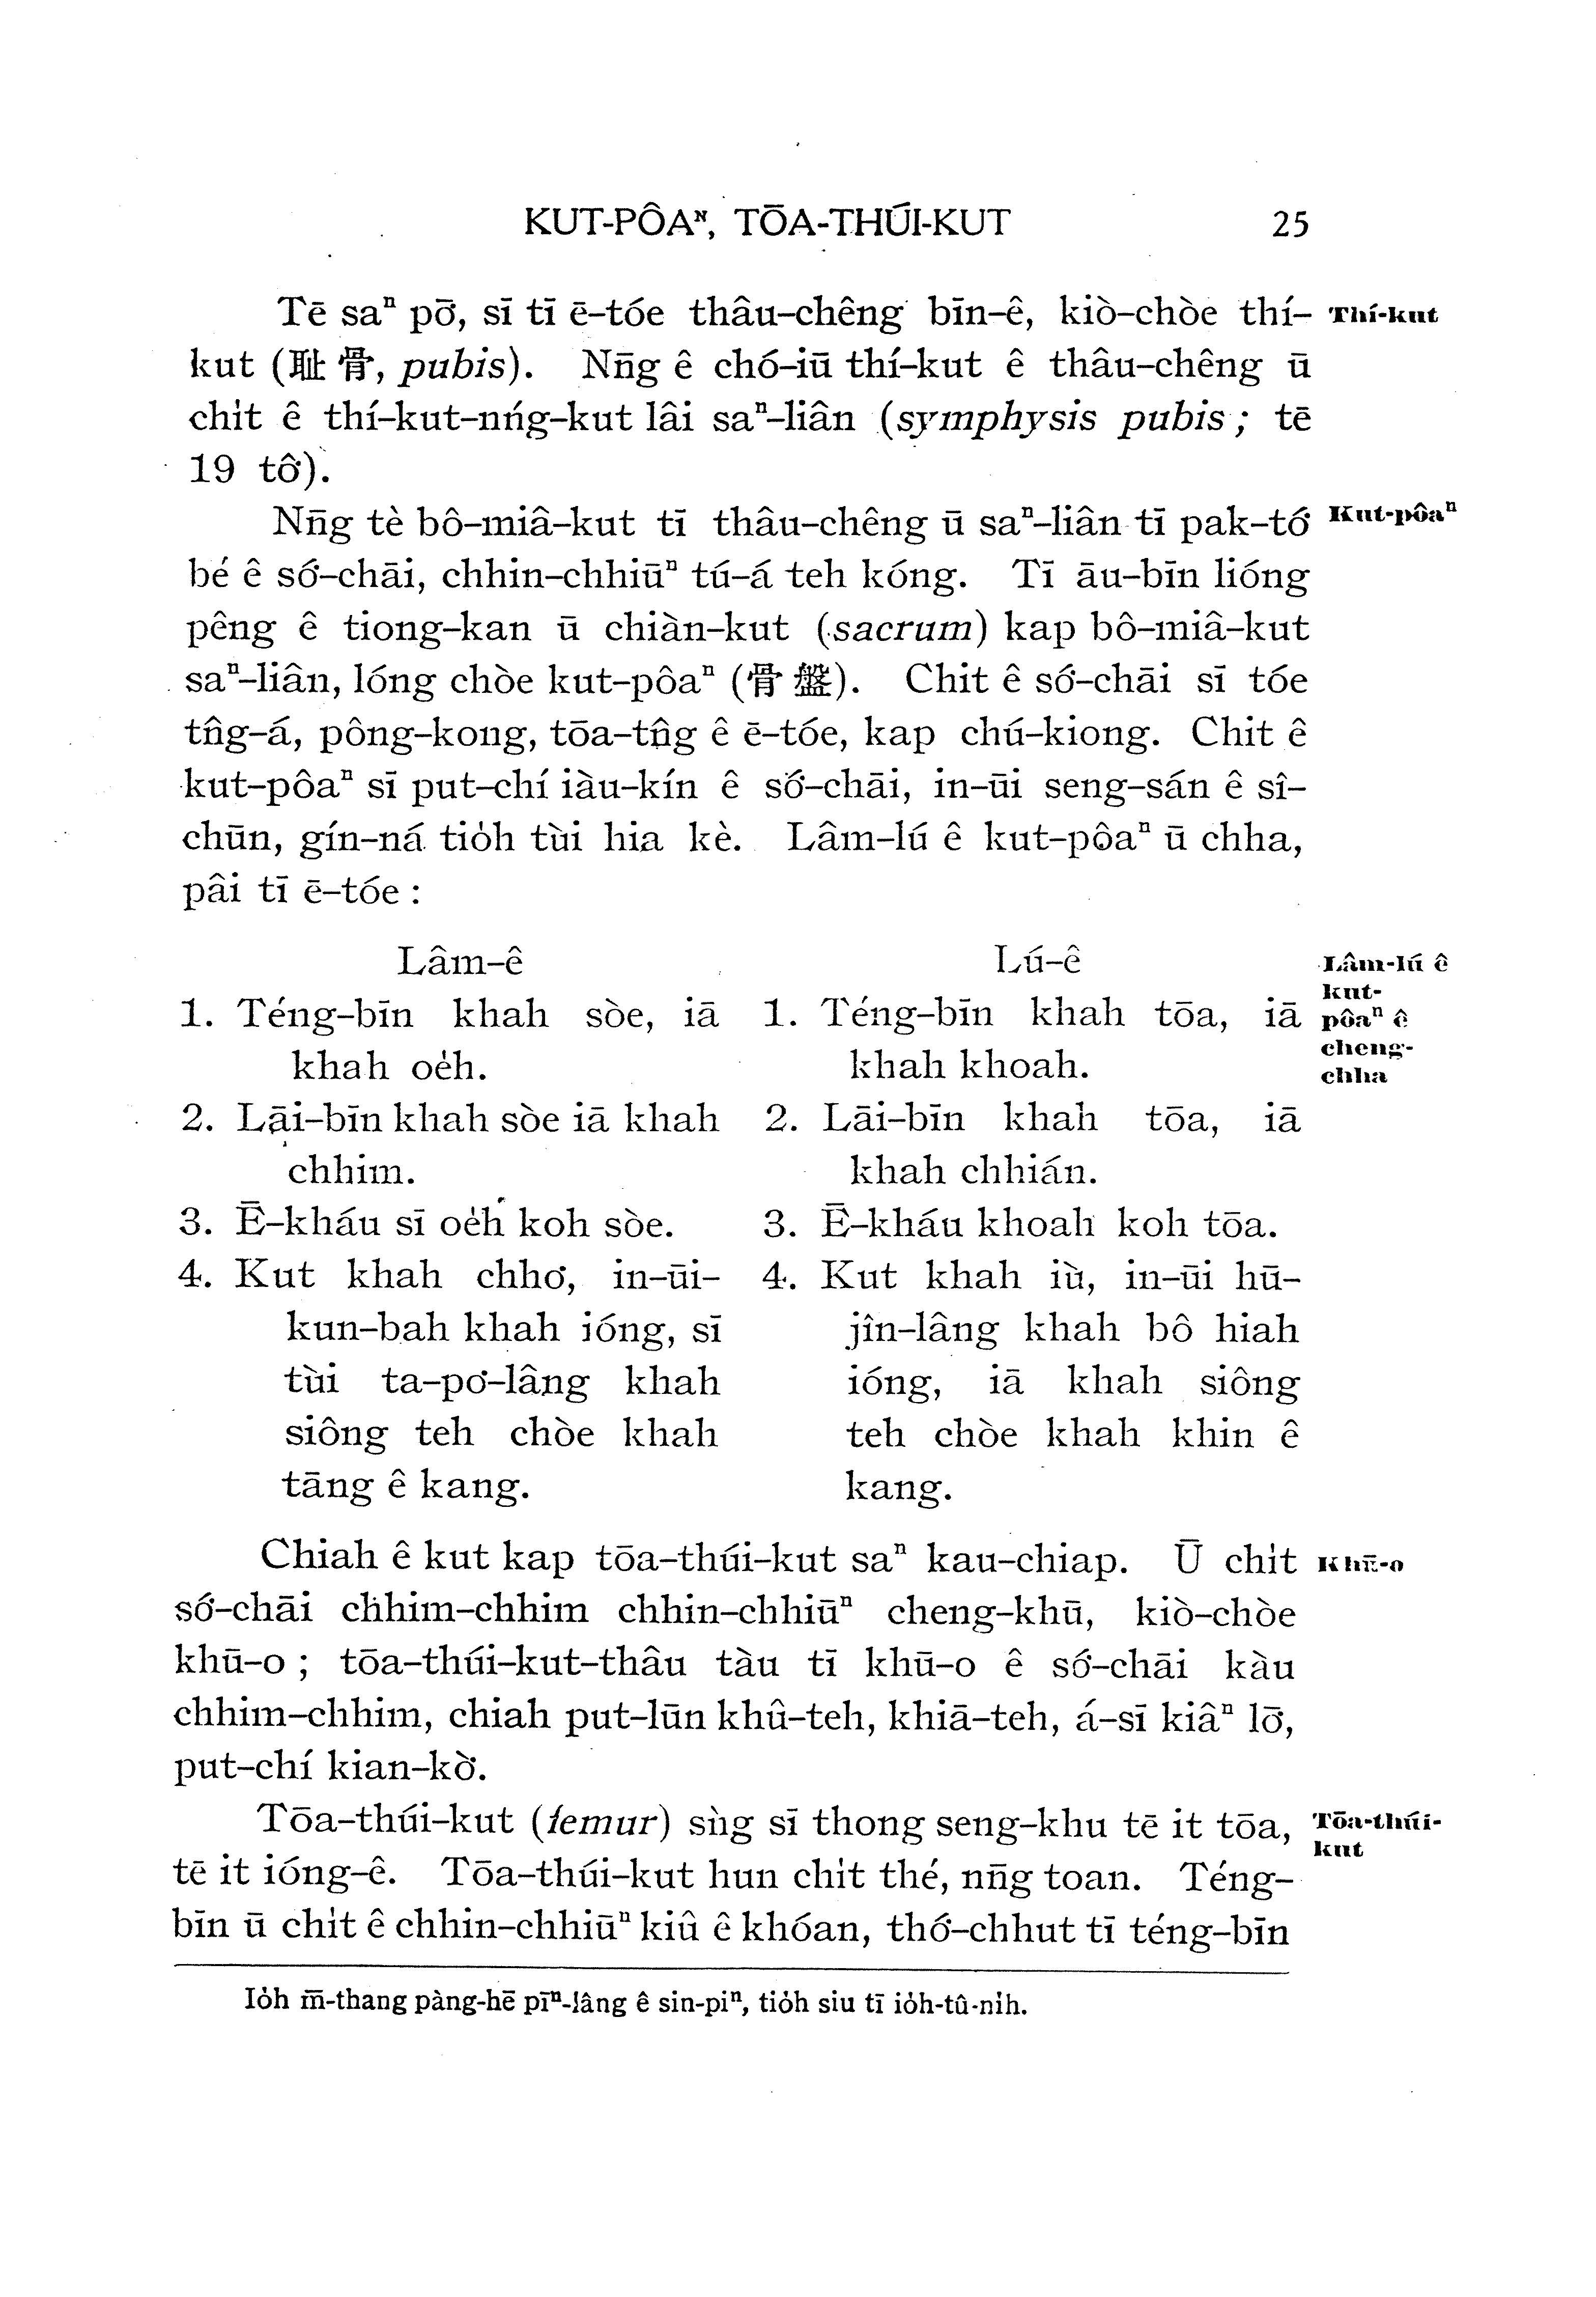 KUT-PÔAᴺ, TŌA-THÚI-KUT 25
Tē saⁿ pō͘, sī tī ē-tóe thâu-chêng bīn-ê, kiò-chòe thí-
Thí-kut
kut (耻骨, pubis). Nn̄g ê chó-iū thí-kut ê thâu-chêng ū
chi̍t ê thí-kut-nńg-kut lâi saⁿ-liân (symphysis pubis; tē
19 tô͘).
Nn̄g tè bô-miâ-kut tī thâu-chêng ū saⁿ-liân tī pak-tó͘
Kut-pôaⁿ
bé ê só͘-chāi, chhin-chhiūⁿ tú-á teh kóng. Tī āu-bīn lióng
pêng ê tiong-kan ū chiàn-kut (sacrum) kap bô-miâ-kut
saⁿ-liân, lóng chòe kut-pôaⁿ (骨盤). Chit ê só͘-chāi sī tóe
tn̂g-á, pông-kong, tōa-tn̂g ê ē-tóe, kap chú-kiong. Chit ê
kut-pôaⁿ sī put-chí iàu-kín ê só͘-chāi, in-ūi seng-sán ê sî-
chūn, gín-ná tio̍h tùi hia kè. Lâm-lú ê kut-pôaⁿ ū chha,
pâi tī ē-tóe:
Lâm-lú ê
kut-
pôaⁿ ê
cheng-
chha
Lâm-ê
1. Téng-bīn khah sòe, iā
khah oe̍h.
2. Lāi-bīn khah sòe iā khah
chhim.
3. Ē-kháu sī oe̍h koh sòe.
4. Kut khah chho͘, in-ūi-
kun-bah khah ióng, sī
tùi ta-po͘-lâng khah
siông teh chòe khah
tāng ê kang.
Lú-ê
1. Téng-bīn khah tōa, iā
khah khoah.
2. Lāi-bīn khah tōa, iā
khah chhián.
3. Ē-kháu khoah koh tōa.
4. Kut khah iù, in-ūi hū-
jîn-lâng khah bô hiah
ióng, iā khah siông
teh chòe khah khin ê
kang.
Chiah ê kut kap tōa-thúi-kut saⁿ kau-chiap. Ū chi̍t
Khū-o
só͘-chāi chhim-chhim chhin-chhiūⁿ cheng-khū, kiò-chòe
khū-o; tōa-thúi-kut-thâu tàu tī khū-o ê só͘-chāi kàu
chhim-chhim, chiah put-lūn khû-teh, khiā-teh, á-sī kiâⁿ lō͘,
put-chí kian-kò͘.
Tōa-thúi-kut (femur) sǹg sī thong seng-khu tē it tōa,
Tōa-thúi-
kut
tē it ióng-ê. Tōa-thúi-kut hun chi̍t thé, nn̄g toan. Téng-
bīn ū chi̍t ê chhin-chhiūⁿ kiû ê khóan, thó͘-chhut tī téng-bīn
Io̍h m̄-thang pàng-hē pīⁿ-lâng ê sin-piⁿ, tio̍h siu tī io̍h-tû-ni̍h.